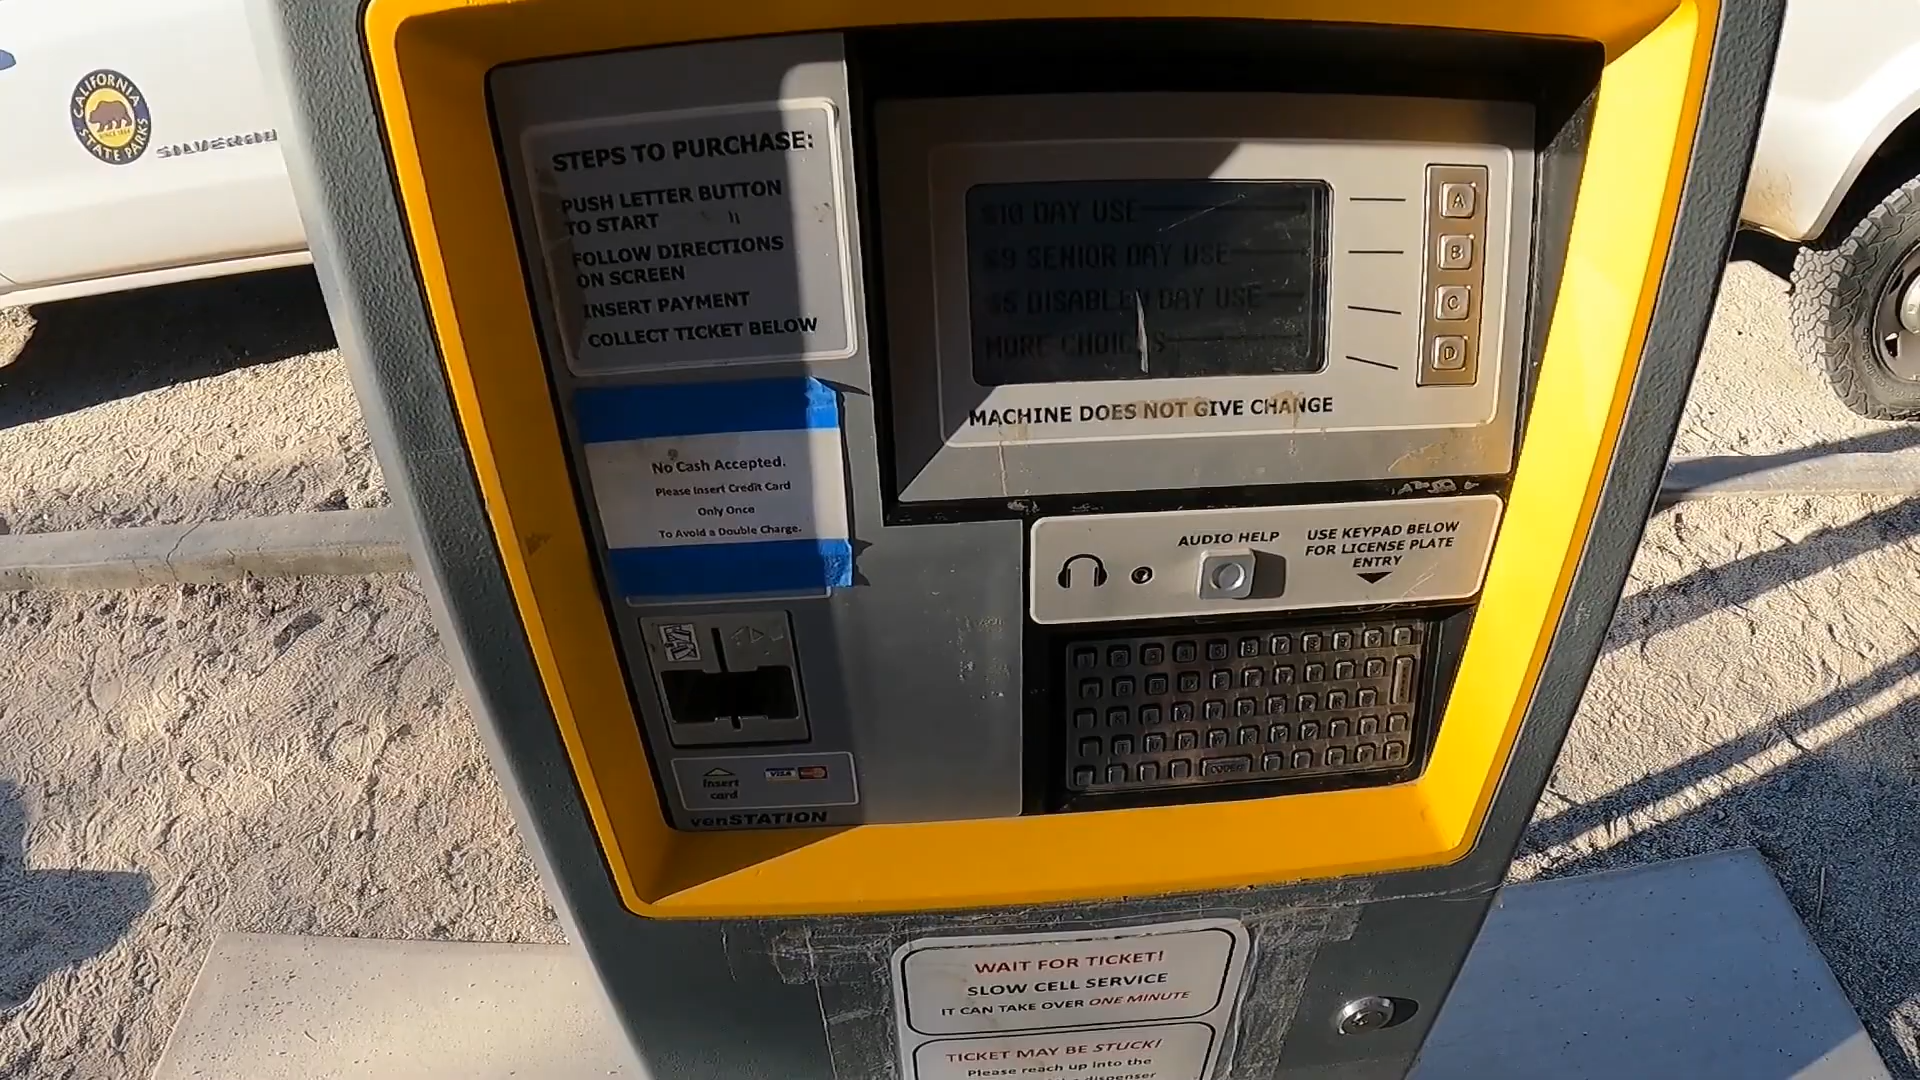 CALIFORNIA
STATE PARKS
SINCE 1864
SILVERADO
STEPS TO PURCHASE:
PUSH LETTER BUTTON
TO START
FOLLOW DIRECTIONS
ON SCREEN
INSERT PAYMENT
COLLECT TICKET BELOW
$10 DAY USE
$9 SENIOR DAY USE
$5 DISABLED DAY USE
MORE CHOICES
A
B
C
D
MACHINE DOES NOT GIVE CHANGE
No Cash Accepted.
Please Insert Credit Card
Only Once
To Avoid a Double Charge.
AUDIO HELP
USE KEYPAD BELOW
FOR LICENSE PLATE
ENTRY
insert
card
VISA
venSTATION
WAIT FOR TICKET!
SLOW CELL SERVICE
IT CAN TAKE OVER ONE MINUTE
TICKET MAY BE STUCK!
Please reach up into the
dispenser